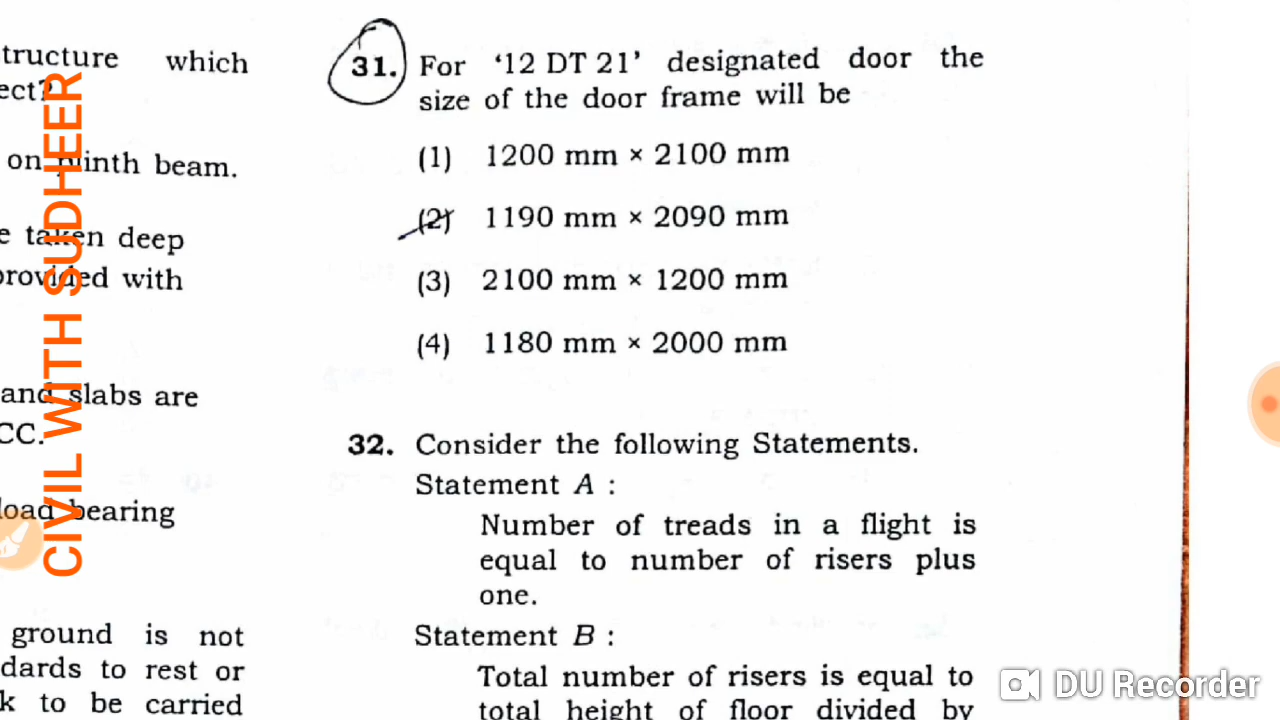 tructure which
ect?
on plinth beam.
e taken deep
provided with
and slabs are
CC.
load bearing
ground is not
dards to rest or
k to be carried
CIVIL WITH SUDHEER
31. For ‘12 DT 21’ designated door the
size of the door frame will be
(1) 1200 mm × 2100 mm
(2) 1190 mm × 2090 mm
(3) 2100 mm × 1200 mm
(4) 1180 mm × 2000 mm
32. Consider the following Statements.
Statement A :
Number of treads in a flight is
equal to number of risers plus
one.
Statement B :
Total number of risers is equal to
total height of floor divided by
DU Recorder